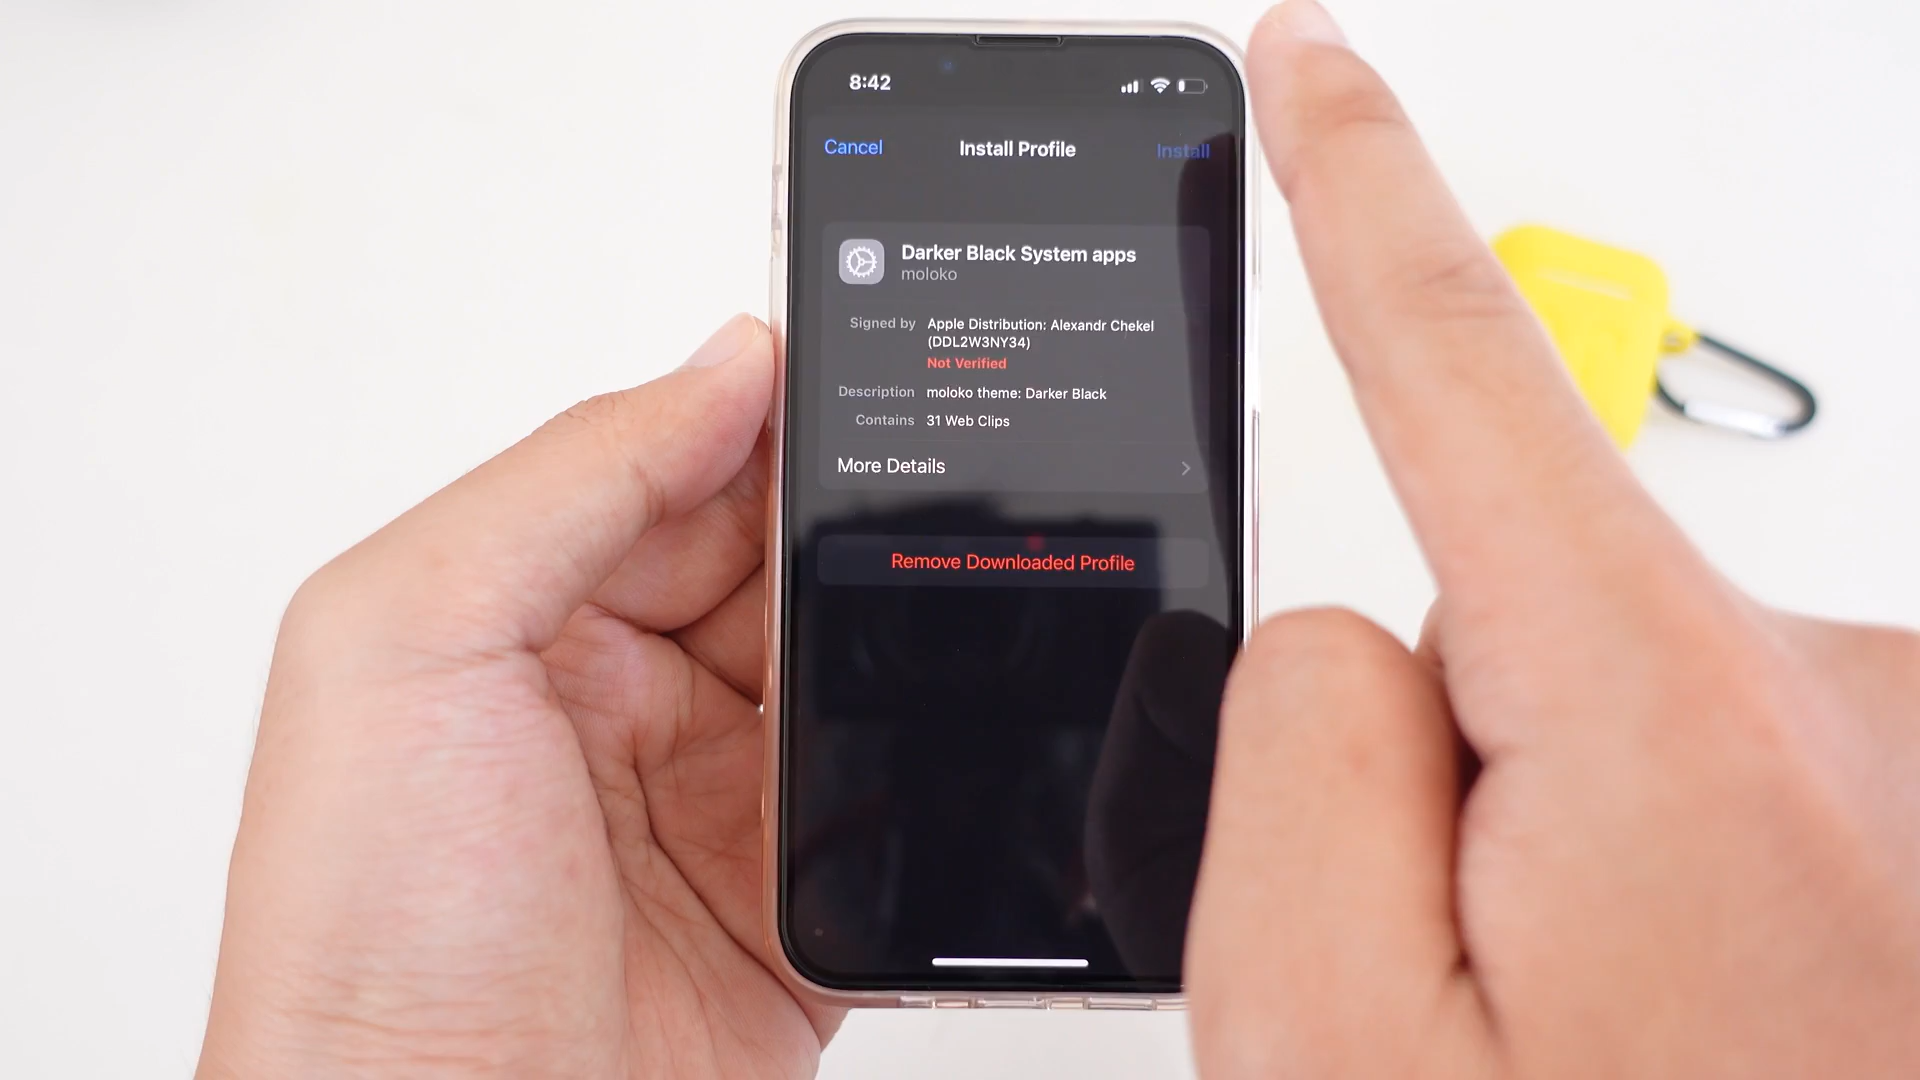 8:42
Cancel
Install Profile
Install
Darker Black System apps
moloko
Signed by
Apple Distribution: Alexandr Chekel
(DDL2W3NY34)
Not Verified
Description
moloko theme: Darker Black
Contains
31 Web Clips
More Details
Remove Downloaded Profile